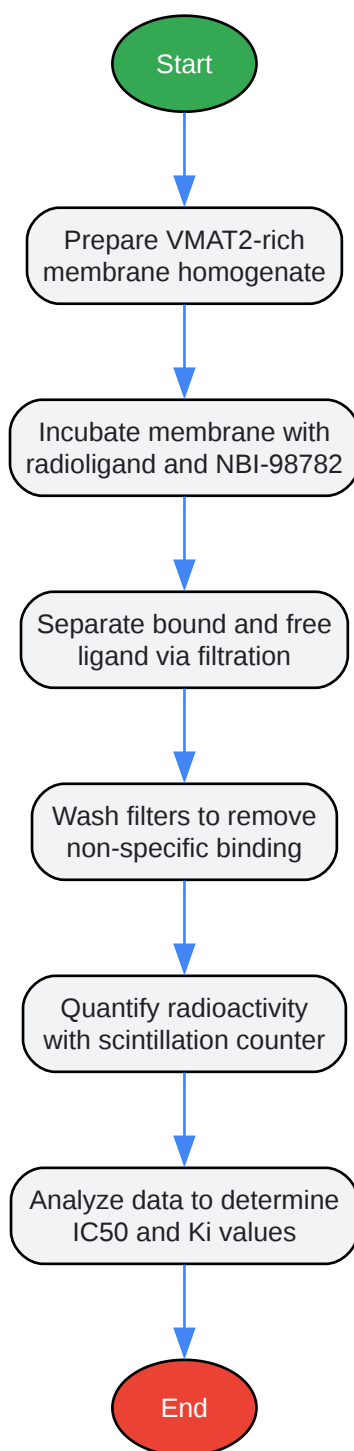 Start
Prepare VMAT2-rich
membrane homogenate
Incubate membrane with
radioligand and NBI-98782
Separate bound and free
ligand via filtration
Wash filters to remove
non-specific binding
Quantify radioactivity
with scintillation counter
Analyze data to determine
IC50 and Ki values
End